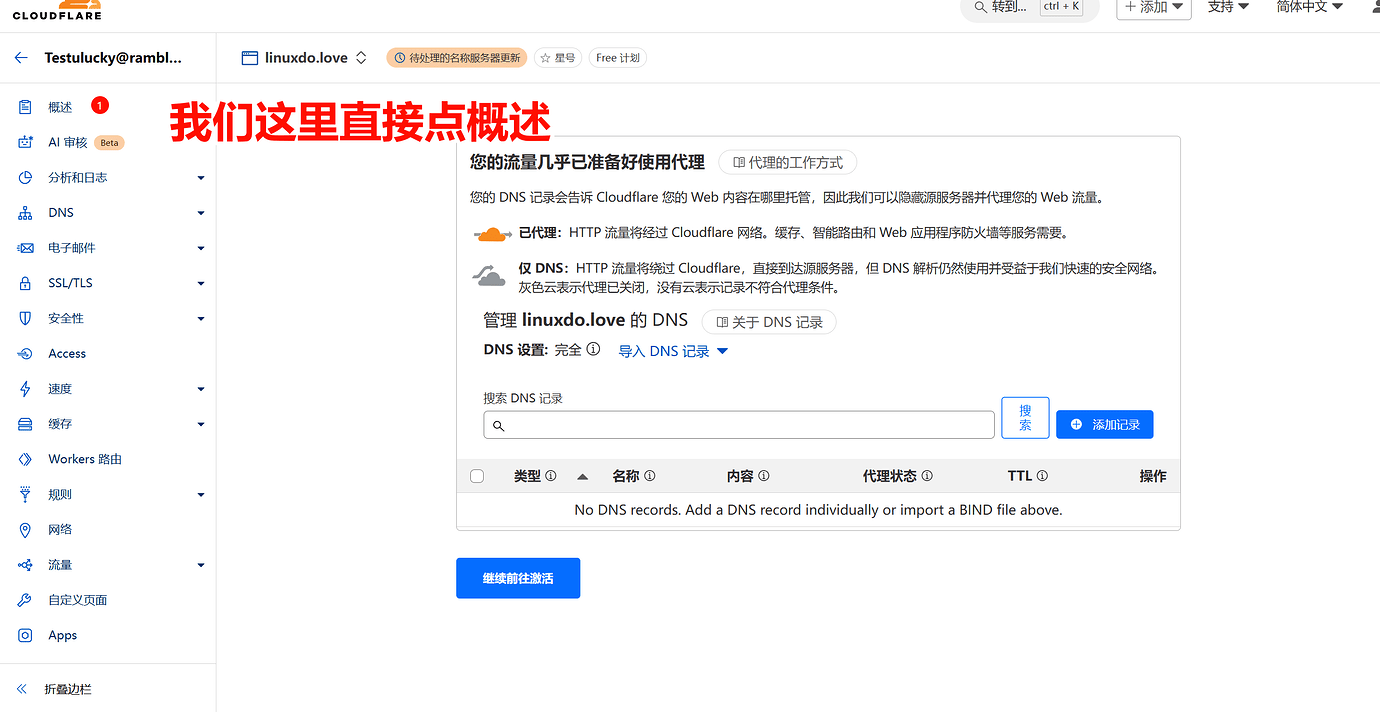 CLOUDFLARE
转到... ctrl + K
添加
支持
简体中文
Testulucky@rambl...
linuxdo.love
待处理的名称服务器更新
星号
Free 计划
概述 1
AI 审核 Beta
分析和日志
DNS
电子邮件
SSL/TLS
安全性
Access
速度
缓存
Workers 路由
规则
网络
流量
自定义页面
Apps
折叠边栏
我们这里直接点概述
您的流量几乎已准备好使用代理 代理的工作方式
您的 DNS 记录会告诉 Cloudflare 您的 Web 内容在哪里托管，因此我们可以隐藏源服务器并代理您的 Web 流量。
已代理：HTTP 流量将经过 Cloudflare 网络。缓存、智能路由和 Web 应用程序防火墙等服务需要。
仅 DNS：HTTP 流量将绕过 Cloudflare，直接到达源服务器，但 DNS 解析仍然使用并受益于我们快速的安全网络。
灰色云表示代理已关闭，没有云表示记录不符合代理条件。
管理 linuxdo.love 的 DNS 关于 DNS 记录
DNS 设置: 完全 导入 DNS 记录
搜索 DNS 记录
搜
索
添加记录
类型 名称 内容 代理状态 TTL 操作
No DNS records. Add a DNS record individually or import a BIND file above.
继续前往激活